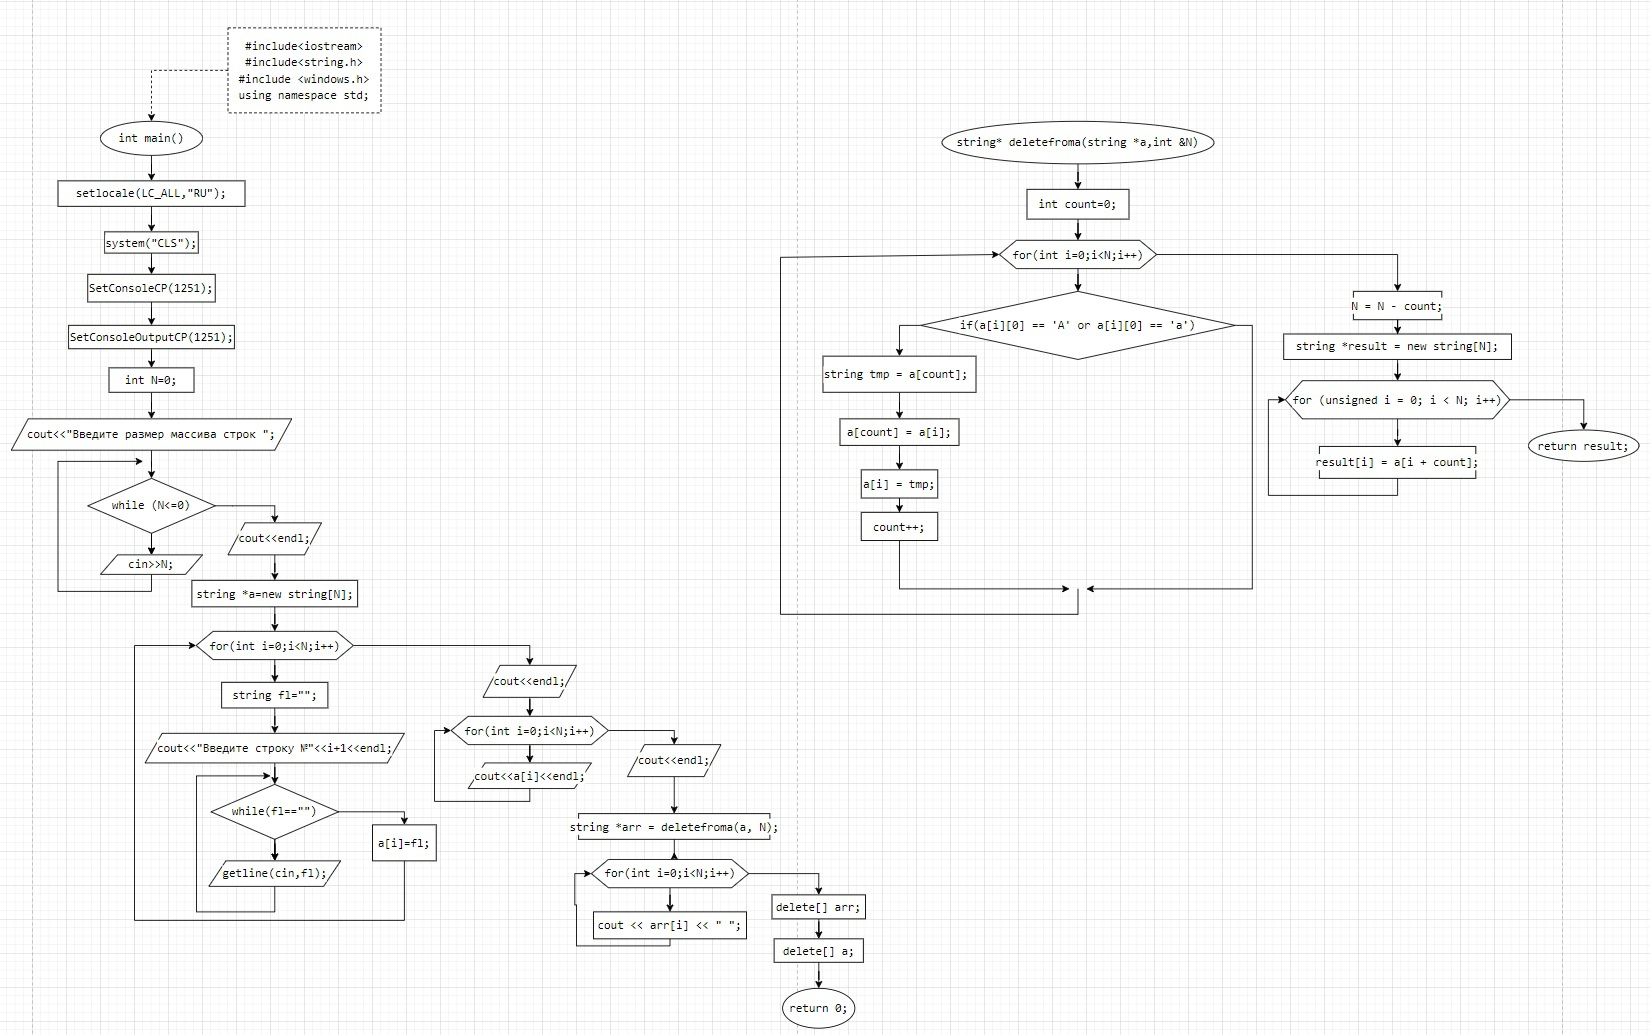 #include<iostream>
#include<string.h>
#include <windows.h>
using namespace std;
int main()
setlocale(LC_ALL,"RU");
system("CLS");
SetConsoleCP(1251);
SetConsoleOutputCP(1251);
int N=0;
cout<<"Введите размер массива строк ";
while (N<=0)
cin>>N;
cout<<endl;
string *a=new string[N];
for(int i=0;i<N;i++)
string fl="";
cout<<"Введите строку №"<<i+1<<endl;
while(fl=="")
getline(cin,fl);
a[i]=fl;
cout<<endl;
for(int i=0;i<N;i++)
cout<<a[i]<<endl;
cout<<endl;
string *arr = deletefroma(a, N);
for(int i=0;i<N;i++)
cout << arr[i] << " ";
delete[] arr;
delete[] a;
return 0;
string* deletefroma(string *a,int &N)
int count=0;
for(int i=0;i<N;i++)
if(a[i][0] == 'A' or a[i][0] == 'a')
string tmp = a[count];
a[count] = a[i];
a[i] = tmp;
count++;
N = N - count;
string *result = new string[N];
for (unsigned i = 0; i < N; i++)
result[i] = a[i + count];
return result;